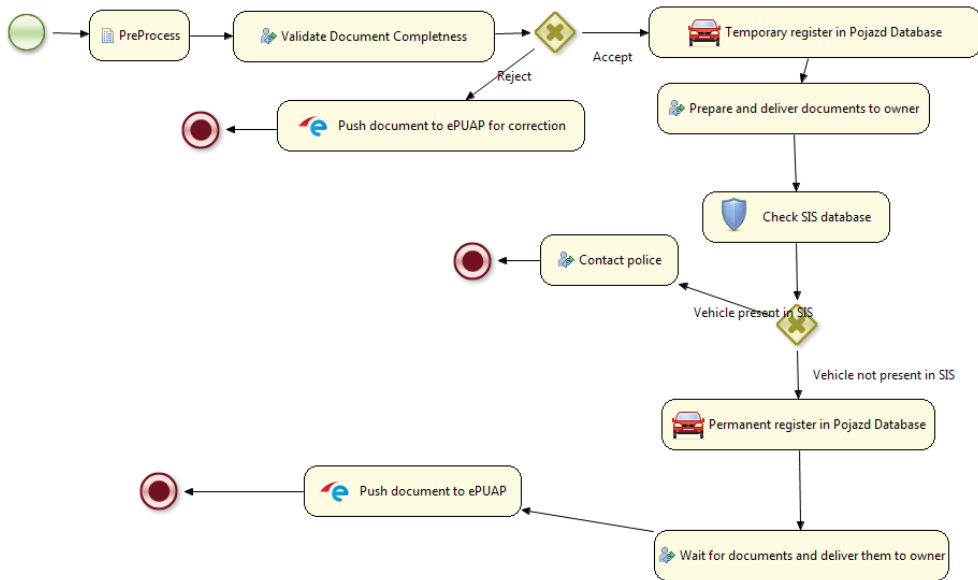 PreProcess
Validate Document Completness
Temporary register in Pojazd Database
Reject
Accept
Prepare and deliver documents to owner
Push document to ePUAP for correction
Check SIS database
Contact police
Vehicle present in SIS
Vehicle not present in SIS
Permanent register in Pojazd Database
Push document to ePUAP
Wait for documents and deliver them to owner